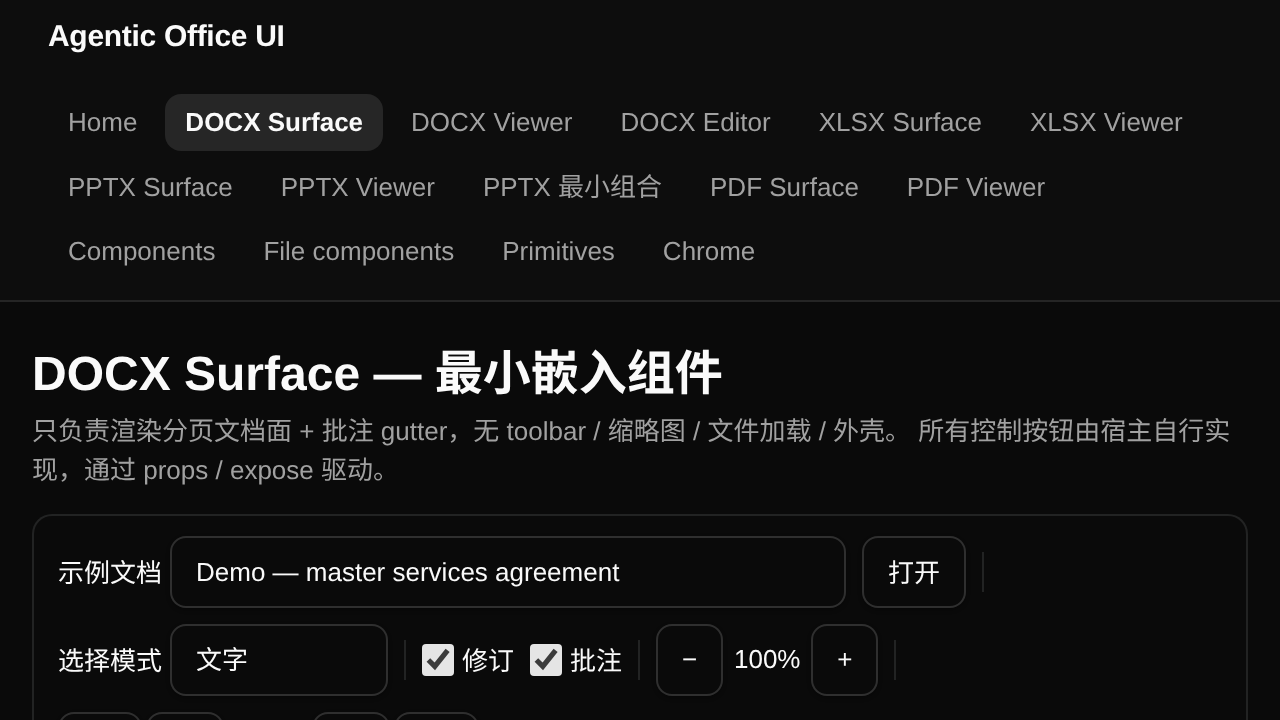 Agentic Office UI
Home DOCX Surface DOCX Viewer DOCX Editor XLSX Surface XLSX Viewer
PPTX Surface PPTX Viewer PPTX 最小组合 PDF Surface PDF Viewer
Components File components Primitives Chrome
DOCX Surface — 最小嵌入组件
只负责渲染分页文档面 + 批注 gutter，无 toolbar / 缩略图 / 文件加载 / 外壳。 所有控制按钮由宿主自行实
现，通过 props / expose 驱动。
示例文档 Demo — master services agreement 打开
选择模式 文字 修订 批注 − 100% +